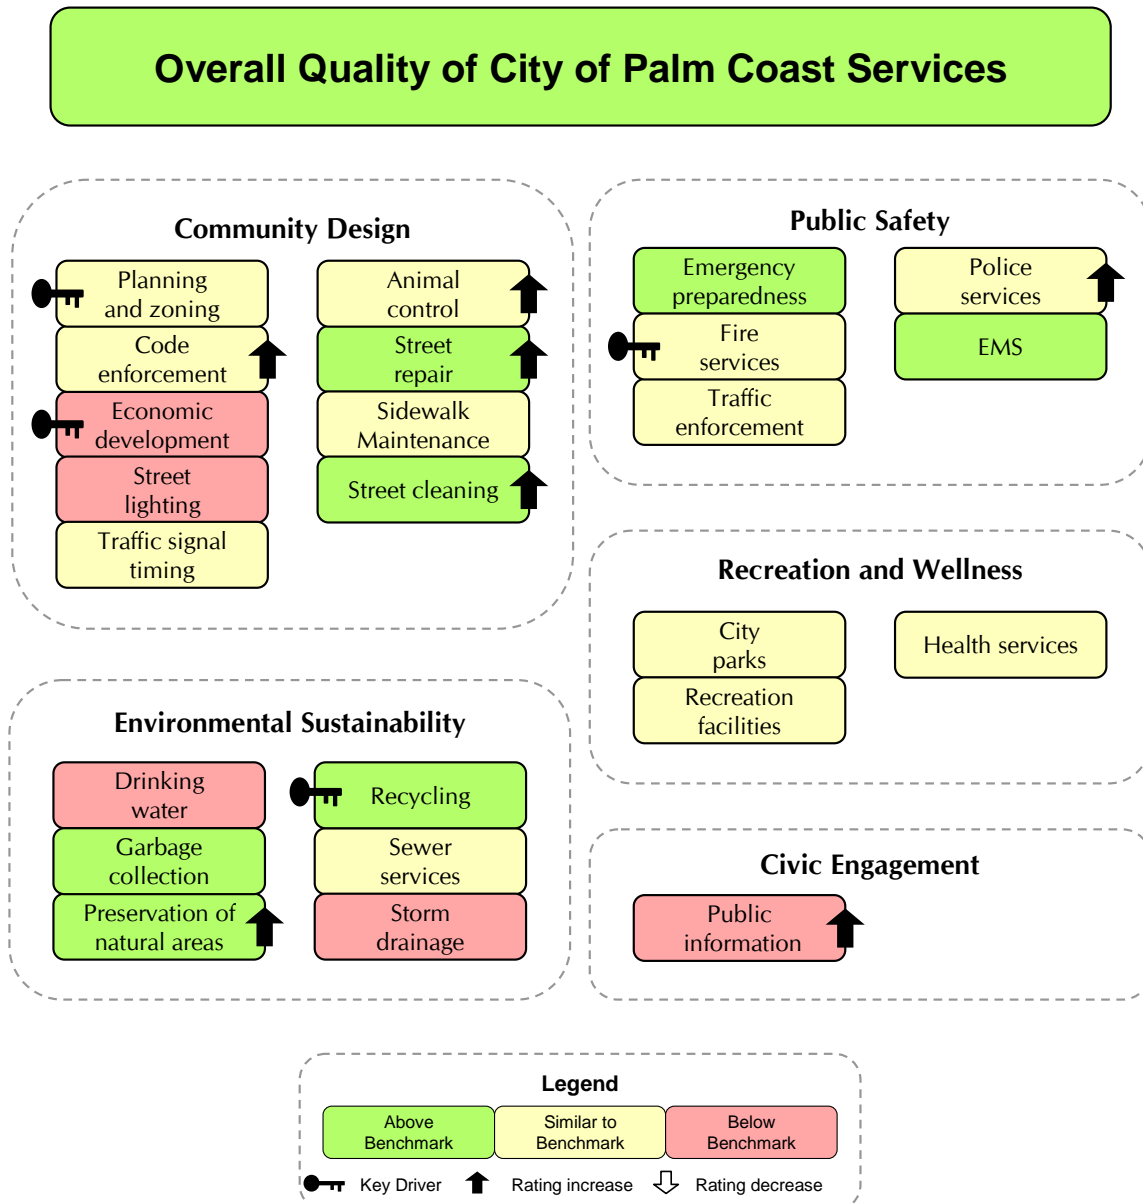 Overall Quality of City of Palm Coast Services
Community Design
Planning
and zoning
Code
enforcement
Economic
development
Street
lighting
Traffic signal
timing
Animal
control
Street
repair
Sidewalk
Maintenance
Street cleaning
Public Safety
Emergency
preparedness
Fire
services
Traffic
enforcement
Police
services
EMS
Recreation and Wellness
City
parks
Recreation
facilities
Health services
Environmental Sustainability
Drinking
water
Garbage
collection
Preservation of
natural areas
Recycling
Sewer
services
Storm
drainage
Civic Engagement
Public
information
Legend
Above
Benchmark
Similar to
Benchmark
Below
Benchmark
Key Driver
Rating increase
Rating decrease